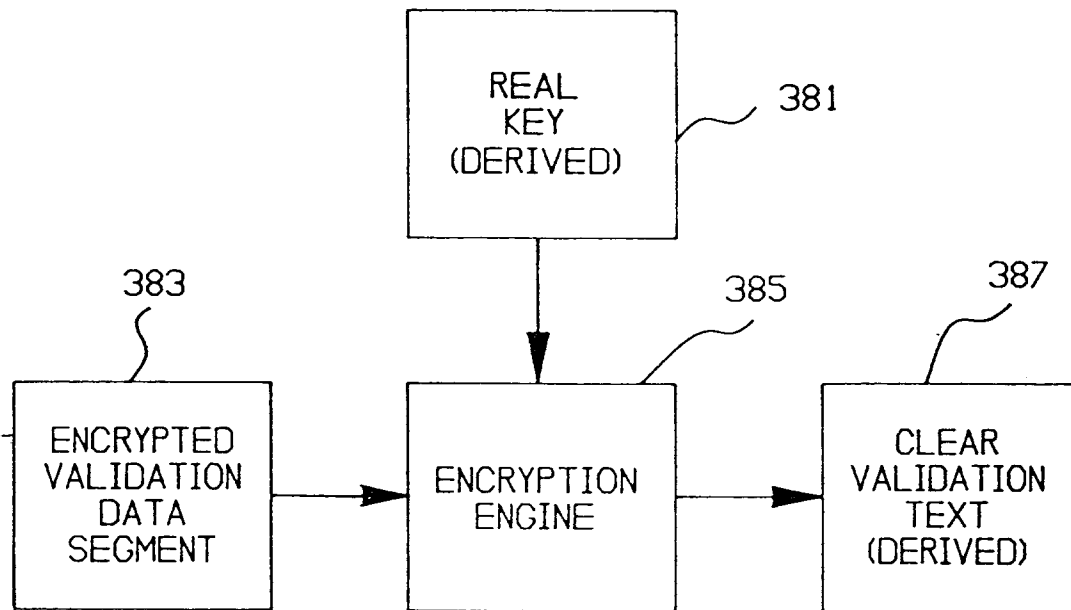 REAL
KEY
(DERIVED)
381
383
385
387
ENCRYPTED
VALIDATION
DATA
SEGMENT
ENCRYPTION
ENGINE
CLEAR
VALIDATION
TEXT
(DERIVED)